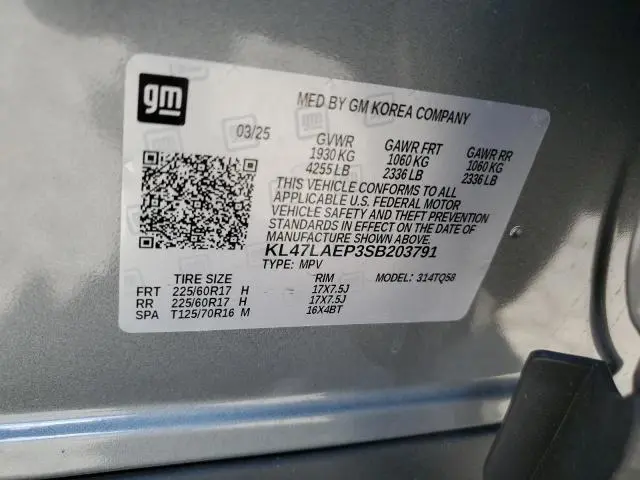 gm
MFD BY GM KOREA COMPANY
03/25
GVWR GAWR FRT GAWR RR
1930 KG 1060 KG 1060 KG
4255 LB 2336 LB 2336 LB
THIS VEHICLE CONFORMS TO ALL
APPLICABLE U.S. FEDERAL MOTOR
VEHICLE SAFETY AND THEFT PREVENTION
STANDARDS IN EFFECT ON THE DATE OF
MANUFACTURE SHOWN ABOVE.
KL47LAEP3SB203791
TYPE: MPV MODEL: 314TQ58
TIRE SIZE RIM
FRT 225/60R17 H 17X7.5J
RR 225/60R17 H 17X7.5J
SPA T125/70R16 M 16X4BT